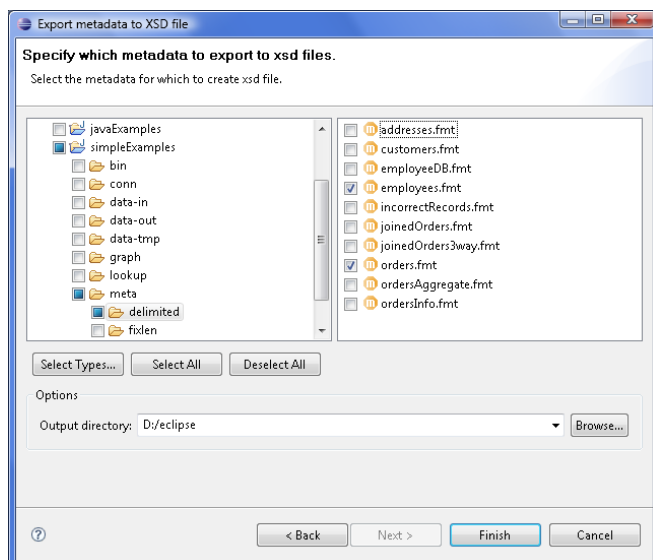 Export metadata to XSD file
Specify which metadata to export to xsd files.
Select the metadata for which to create xsd file.
javaExamples
simpleExamples
bin
conn
data-in
data-out
data-tmp
graph
lookup
meta
delimited
fixlen
addresses.fmt
customers.fmt
employeeDB.fmt
employees.fmt
incorrectRecords.fmt
joinedOrders.fmt
joinedOrders3way.fmt
orders.fmt
ordersAggregate.fmt
ordersInfo.fmt
Select Types... Select All Deselect All
Options
Output directory: D:/eclipse Browse...
? < Back Next > Finish Cancel